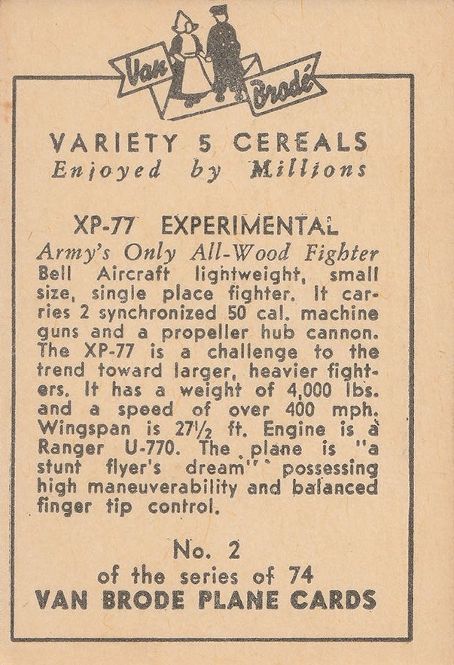 Van Brodé
VARIETY 5 CEREALS
Enjoyed by Millions
XP-77 EXPERIMENTAL
Army's Only All-Wood Fighter
Bell Aircraft lightweight, small
size, single place fighter. It car-
ries 2 synchronized 50 cal. machine
guns and a propeller hub cannon.
The XP-77 is a challenge to the
trend toward larger, heavier fight-
ers. It has a weight of 4,000 lbs.
and a speed of over 400 mph.
Wingspan is 27½ ft. Engine is a
Ranger U-770. The plane is "a
stunt flyer's dream" possessing
high maneuverability and balanced
finger tip control.
No. 2
of the series of 74
VAN BRODE PLANE CARDS